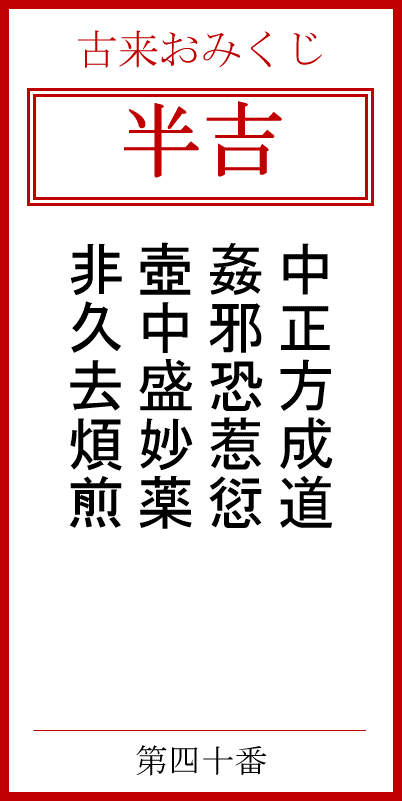 古来おみくじ
半吉
中正方成道
姦邪恐惹愆
壺中盛妙薬
非久去煩煎
第四十番